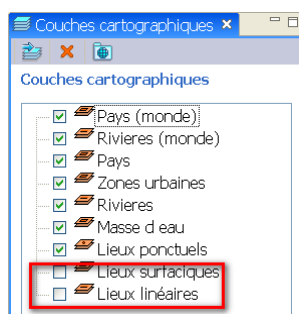 Couches cartographiques
Couches cartographiques
Pays (monde)
Rivieres (monde)
Pays
Zones urbaines
Rivieres
Masse d eau
Lieux ponctuels
Lieux surfaciques
Lieux linéaires